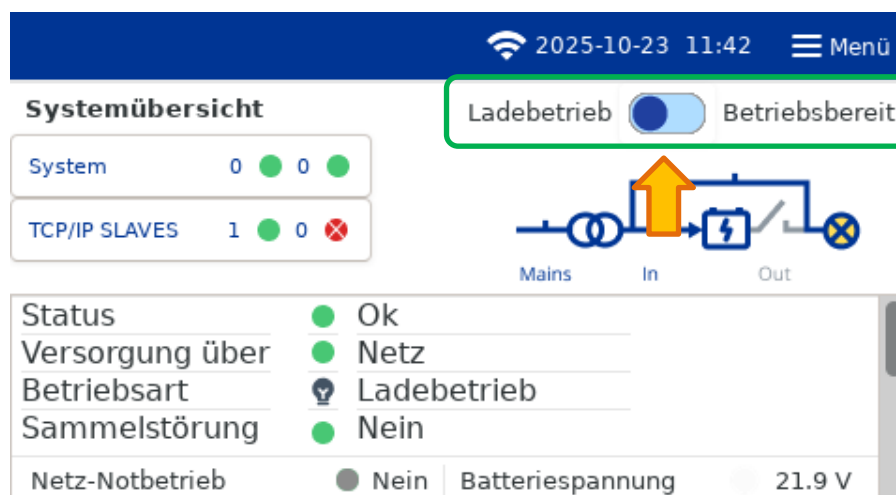 2025-10-23 11:42 Menü
Systemübersicht
Ladebetrieb Betriebsbereit
System 0 0
TCP/IP SLAVES 1 0
Mains In Out
Status Ok
Versorgung über Netz
Betriebsart Ladebetrieb
Sammelstörung Nein
Netz-Notbetrieb Nein Batteriespannung 21.9 V